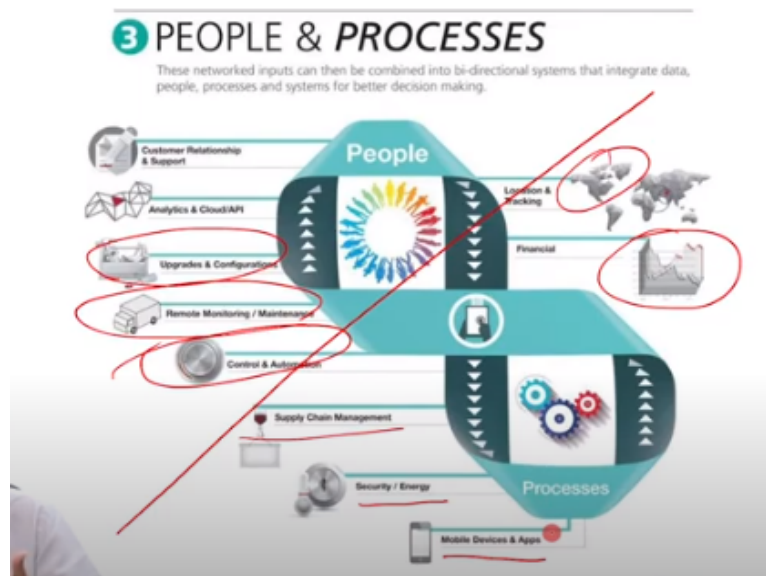 3 PEOPLE & PROCESSES
These networked inputs can then be combined into bi-directional systems that integrate data,
people, processes and systems for better decision making.
People
Customer Relationship
& Support
Analytics & Cloud/API
Upgrades & Configurations
Remote Monitoring / Maintenance
Control & Automation
Supply Chain Management
Security / Energy
Mobile Devices & Apps
Location &
Tracking
Financial
Processes